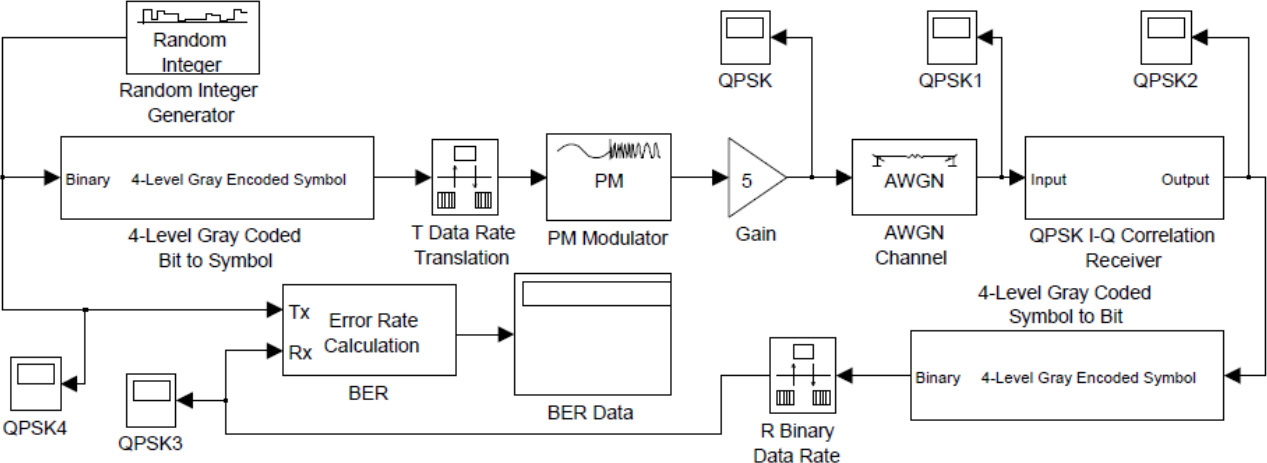 Random
Integer
Random Integer
Generator
QPSK
QPSK1
QPSK2
Binary
4-Level Gray Encoded Symbol
4-Level Gray Coded
Bit to Symbol
T Data Rate
Translation
PM
PM Modulator
5
Gain
AWGN
AWGN
Channel
Input
Output
QPSK I-Q Correlation
Receiver
4-Level Gray Coded
Symbol to Bit
Binary
4-Level Gray Encoded Symbol
R Binary
Data Rate
Tx
Rx
Error Rate
Calculation
BER
BER Data
QPSK4
QPSK3